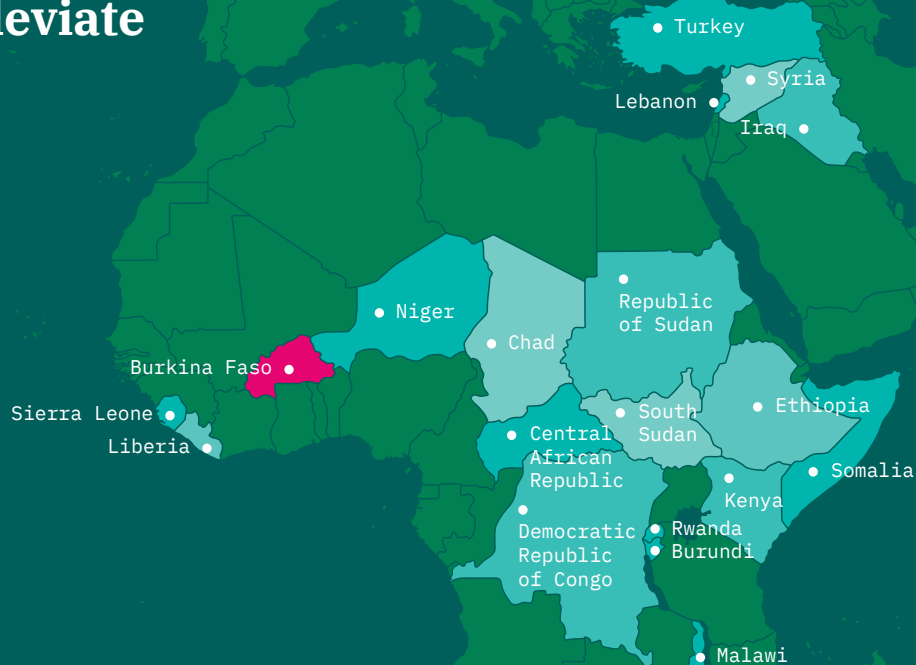 Turkey
Syria
Lebanon
Iraq
Republic
of Sudan
Niger
Chad
Burkina Faso
Sierra Leone
Liberia
South
Sudan
Ethiopia
Central
African
Republic
Somalia
Kenya
Democratic
Republic
of Congo
Rwanda
Burundi
Malawi